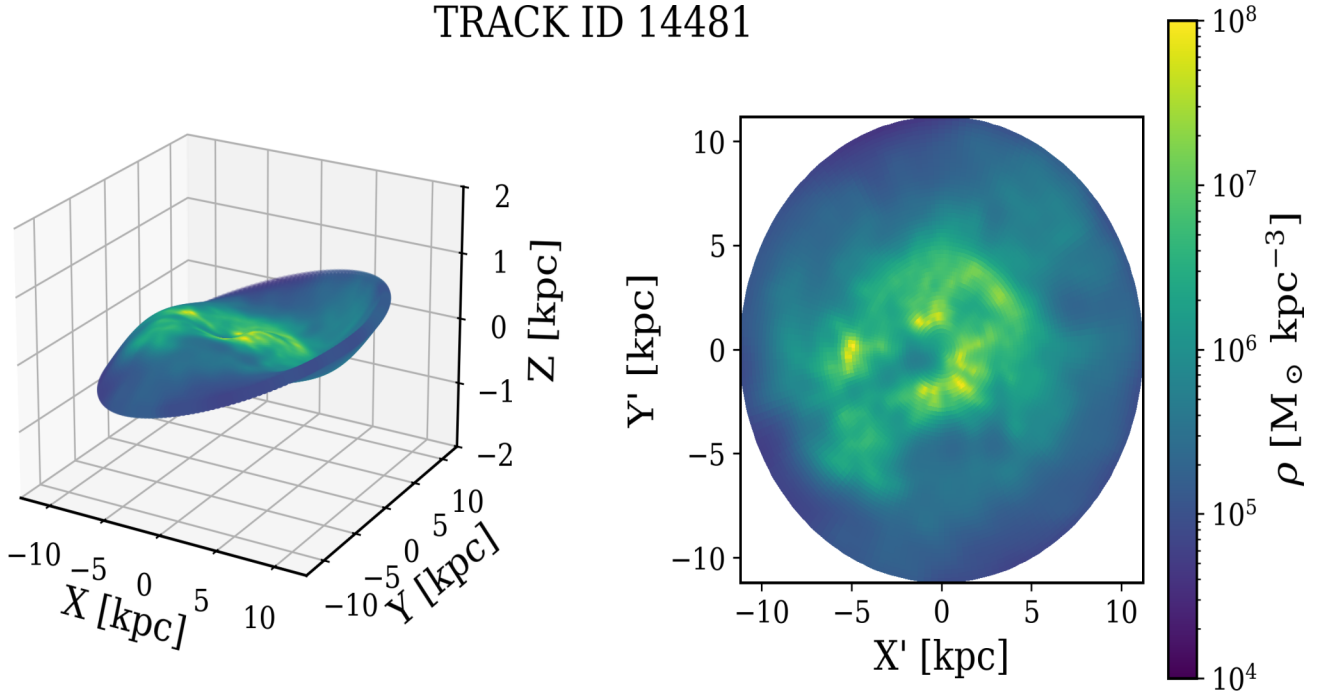 TRACK ID 14481
2
1
0
−1
−2
Z [kpc]
−10 −5 0 5 10
X [kpc]
−10 −5 0 5 10
Y [kpc]
10
5
0
−5
−10
Y' [kpc]
−10 −5 0 5 10
X' [kpc]
10⁸
10⁷
10⁶
10⁵
10⁴
ρ [M⊙ kpc⁻³]